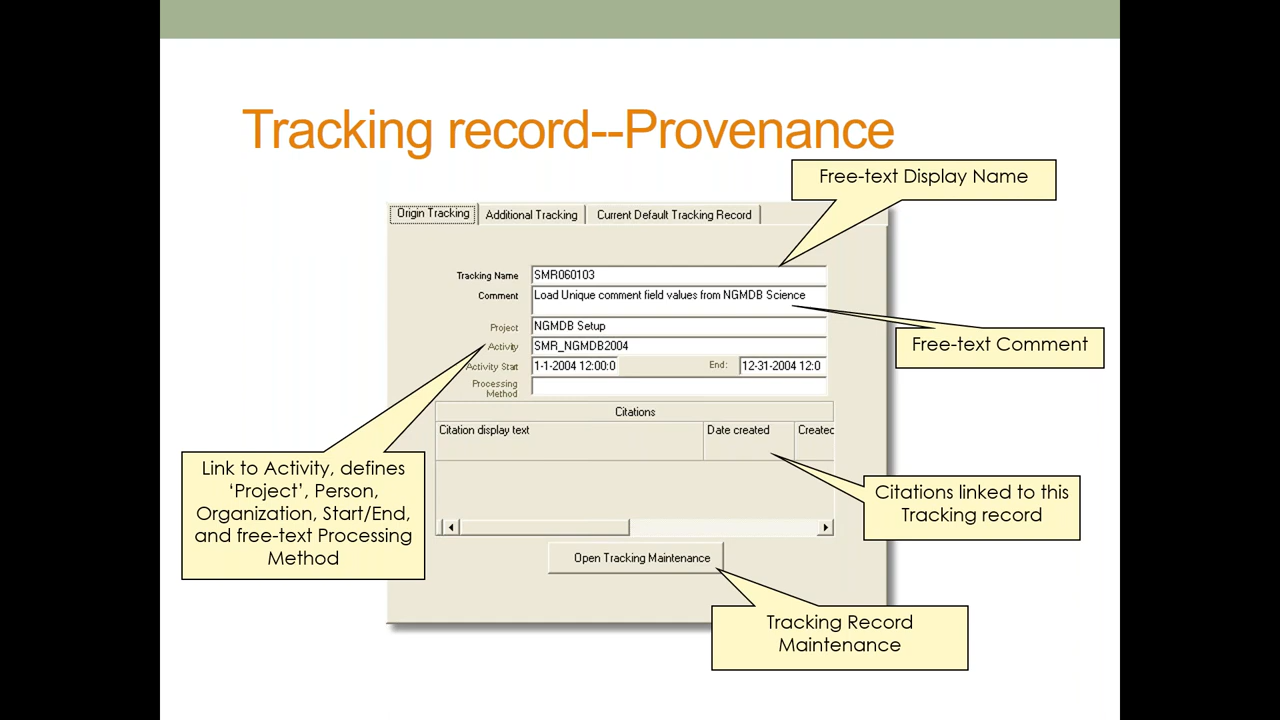 Tracking record--Provenance
Free-text Display Name
Origin Tracking
Additional Tracking
Current Default Tracking Record
Tracking Name
SMR060103
Comment
Load Unique comment field values from NGMDB Science
Project
NGMDB Setup
Free-text Comment
Activity
SMR_NGMDB2004
Activity Start
1-1-2004 12:00:0
End:
12-31-2004 12:0
Processing
Method
Citations
Citation display text
Date created
Created
Link to Activity, defines
‘Project’, Person,
Organization, Start/End,
and free-text Processing
Method
Citations linked to this
Tracking record
Open Tracking Maintenance
Tracking Record
Maintenance